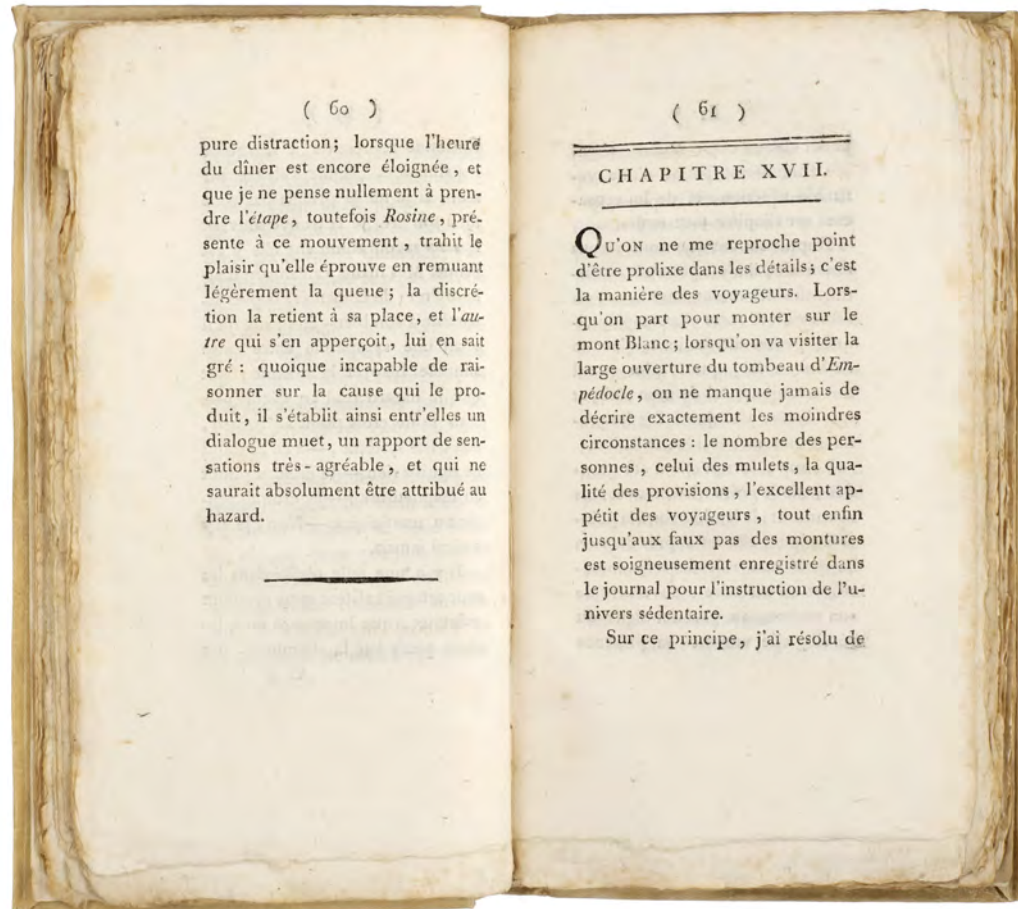 ( 60 )
pure distraction; lorsque l'heure
du dîner est encore éloignée, et
que je ne pense nullement à pren-
dre l'étape, toutefois Rosine, pré-
sente à ce mouvement, trahit le
plaisir qu'elle éprouve en remuant
légèrement la queue; la discré-
tion la retient à sa place, et l'au-
tre qui s'en apperçoit, lui en sait
gré : quoique incapable de rai-
sonner sur la cause qui le pro-
duit, il s'établit ainsi entr'elles un
dialogue muet, un rapport de sen-
sations très-agréable, et qui ne
saurait absolument être attribué au
hazard.
( 61 )
CHAPITRE XVII.
QU'ON ne me reproche point
d'être prolixe dans les détails; c'est
la manière des voyageurs. Lors-
qu'on part pour monter sur le
mont Blanc; lorsqu'on va visiter la
large ouverture du tombeau d'Em-
pédocle, on ne manque jamais de
décrire exactement les moindres
circonstances : le nombre des per-
sonnes, celui des mulets, la qua-
lité des provisions, l'excellent ap-
pétit des voyageurs, tout enfin
jusqu'aux faux pas des montures
est soigneusement enregistré dans
le journal pour l'instruction de l'u-
nivers sédentaire.
Sur ce principe, j'ai résolu de